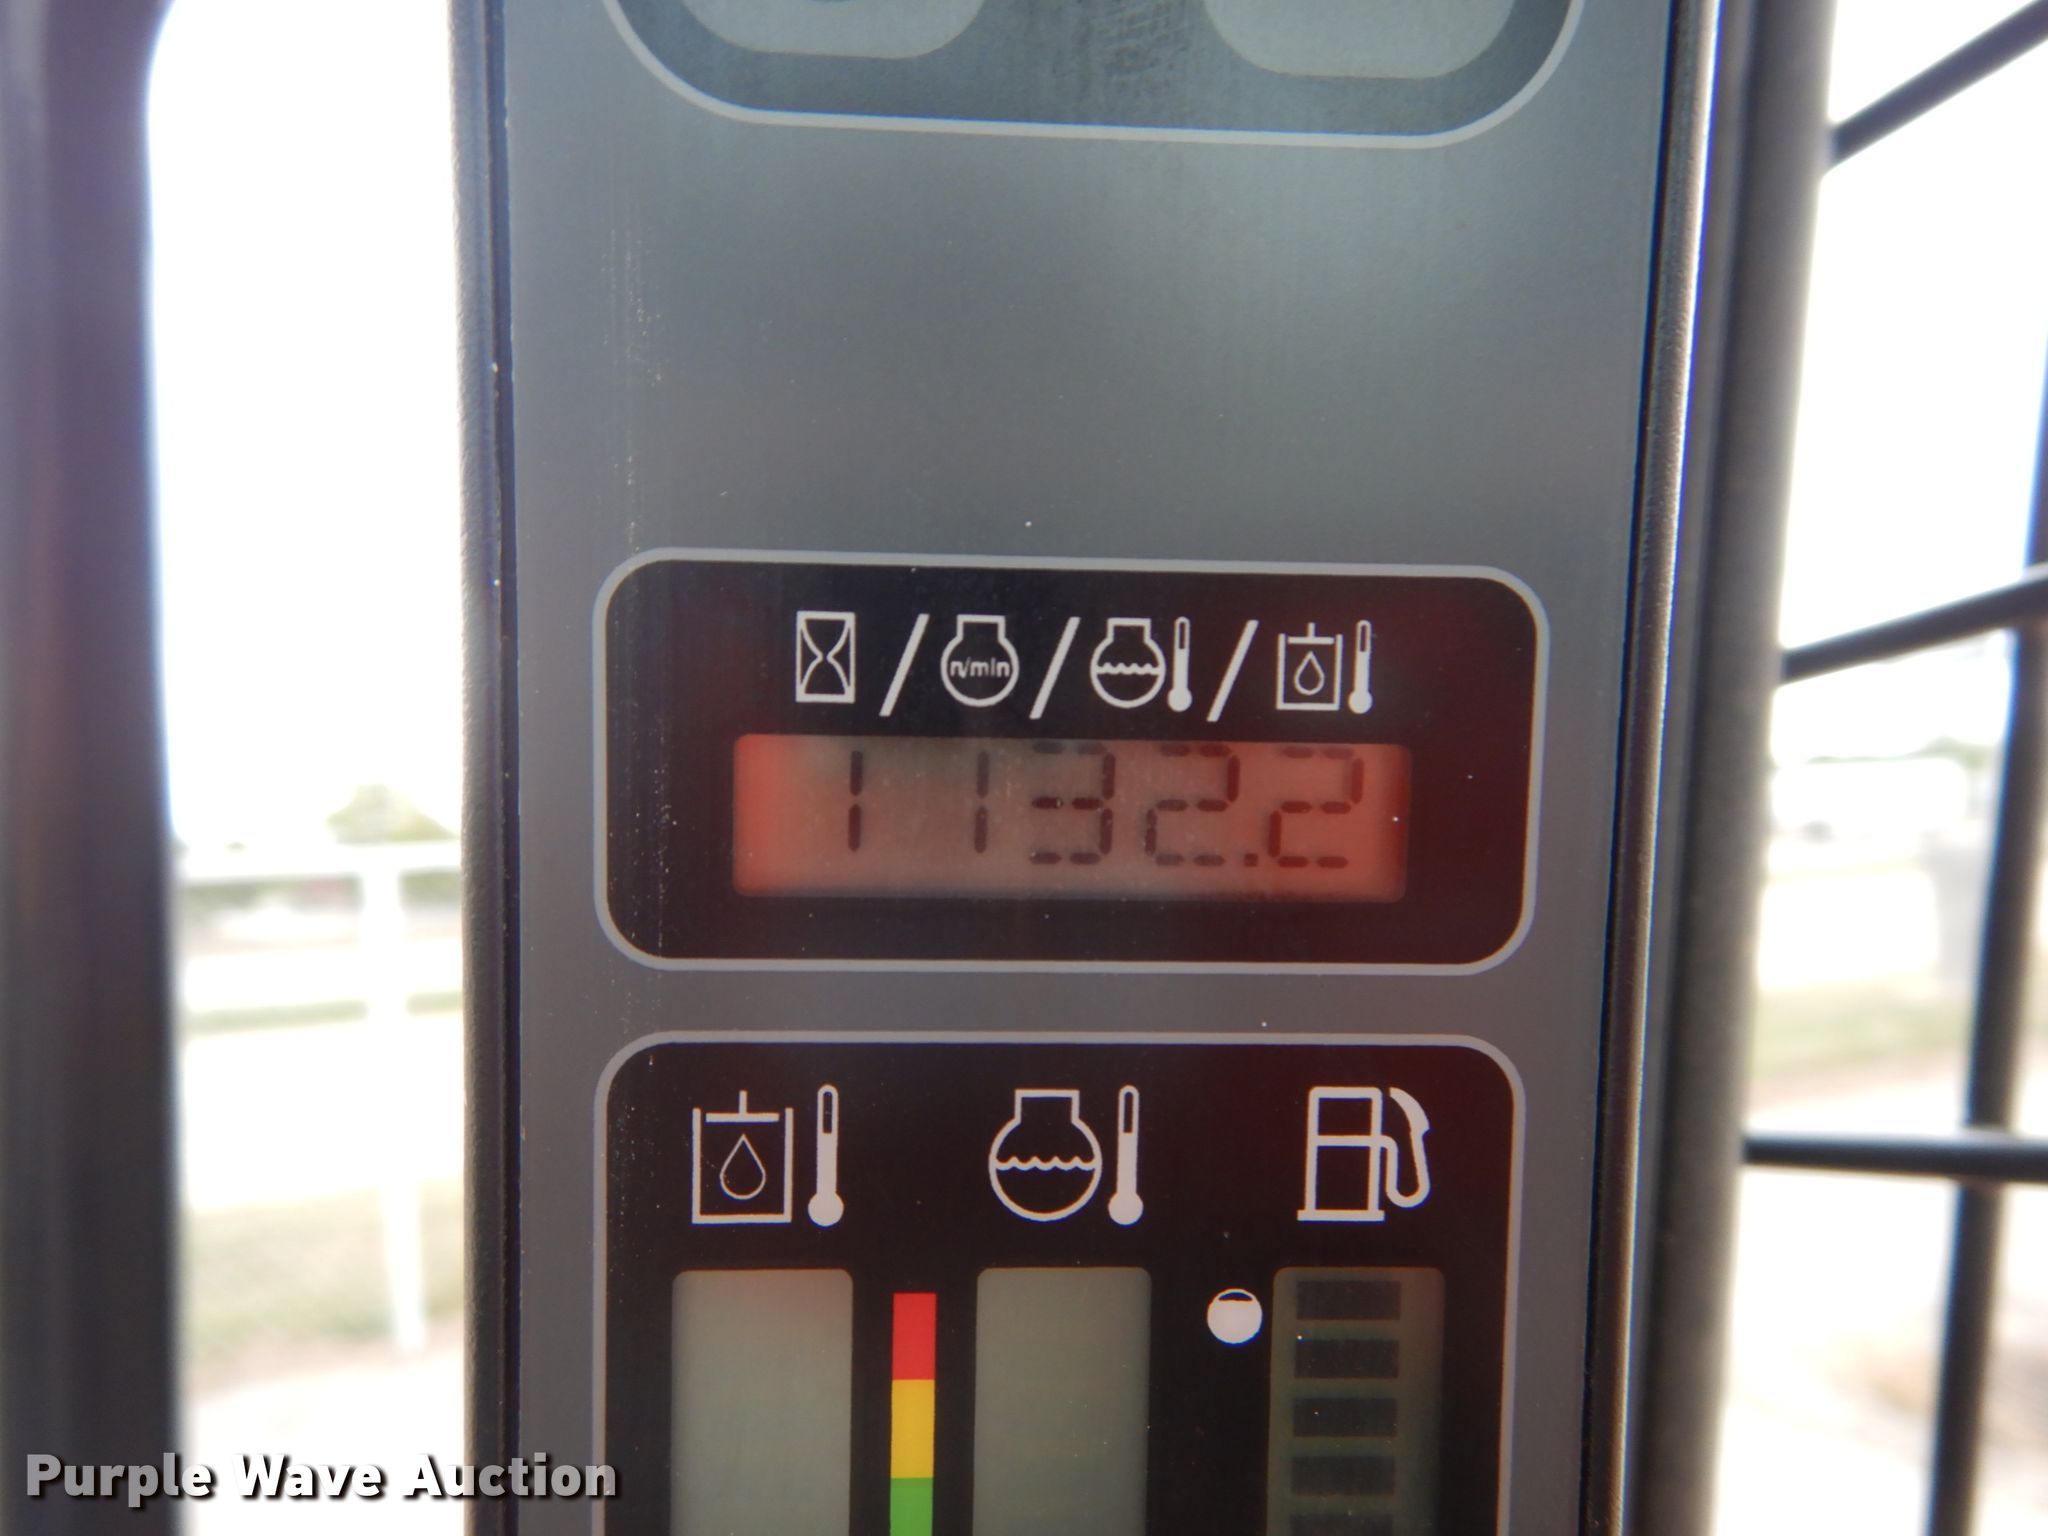 / n/min / /
1132.2
Purple Wave Auction